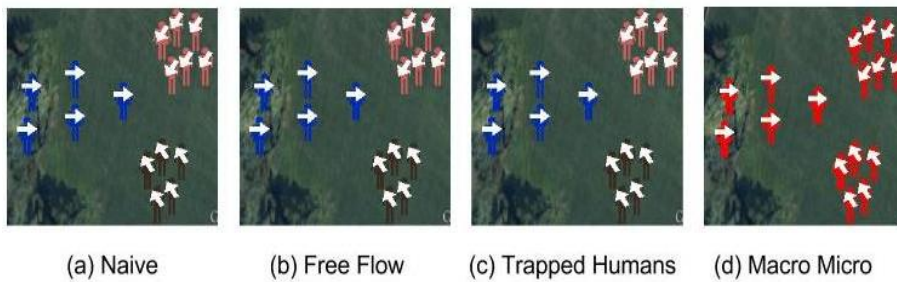 (a) Naive
(b) Free Flow
(c) Trapped Humans
(d) Macro Micro